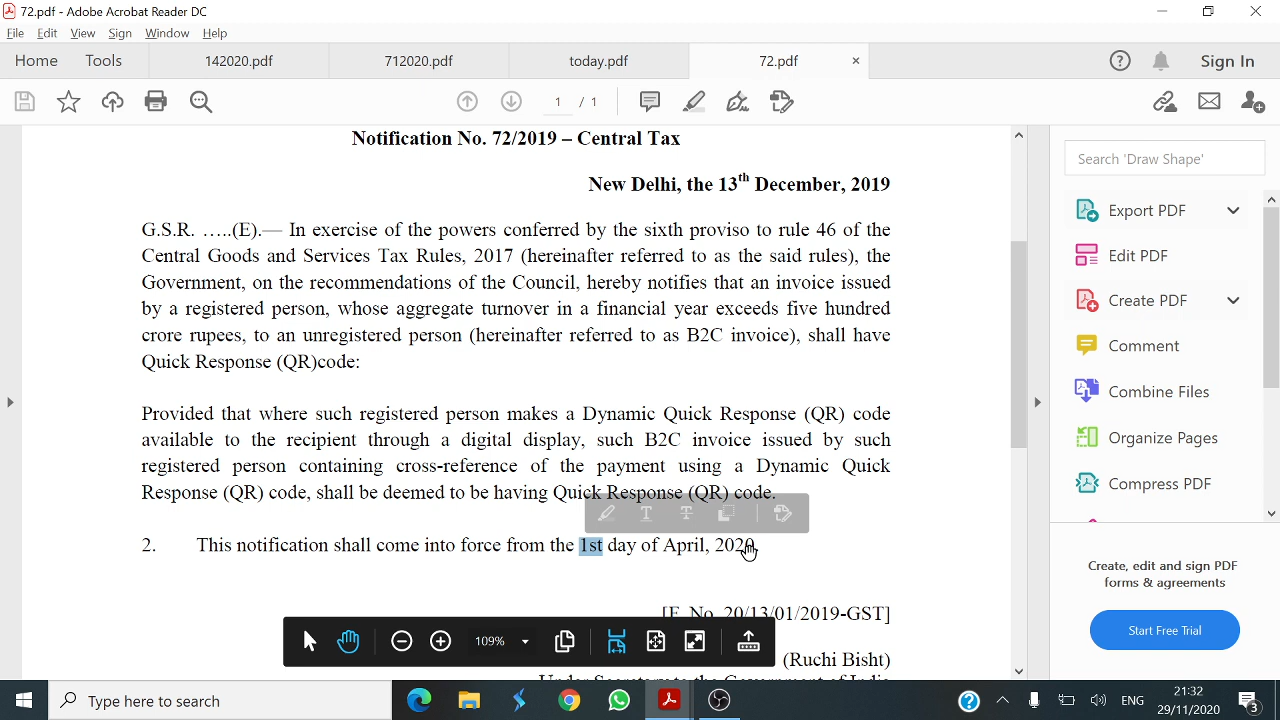 72.pdf - Adobe Acrobat Reader DC
File Edit View Sign Window Help
Home Tools 142020.pdf 712020.pdf today.pdf 72.pdf × Sign In
1 / 1
Notification No. 72/2019 – Central Tax
New Delhi, the 13th December, 2019
G.S.R. …..(E).— In exercise of the powers conferred by the sixth proviso to rule 46 of the
Central Goods and Services Tax Rules, 2017 (hereinafter referred to as the said rules), the
Government, on the recommendations of the Council, hereby notifies that an invoice issued
by a registered person, whose aggregate turnover in a financial year exceeds five hundred
crore rupees, to an unregistered person (hereinafter referred to as B2C invoice), shall have
Quick Response (QR)code:
Provided that where such registered person makes a Dynamic Quick Response (QR) code
available to the recipient through a digital display, such B2C invoice issued by such
registered person containing cross-reference of the payment using a Dynamic Quick
Response (QR) code, shall be deemed to be having Quick Response (QR) code.
2. This notification shall come into force from the 1st day of April, 2020.
[F. No. 20/13/01/2019-GST]
109%
(Ruchi Bisht)
Under Secretary to the Government of India
Search 'Draw Shape'
Export PDF
Edit PDF
Create PDF
Comment
Combine Files
Organize Pages
Compress PDF
Create, edit and sign PDF
forms & agreements
Start Free Trial
Type here to search
ENG
21:32
29/11/2020
3